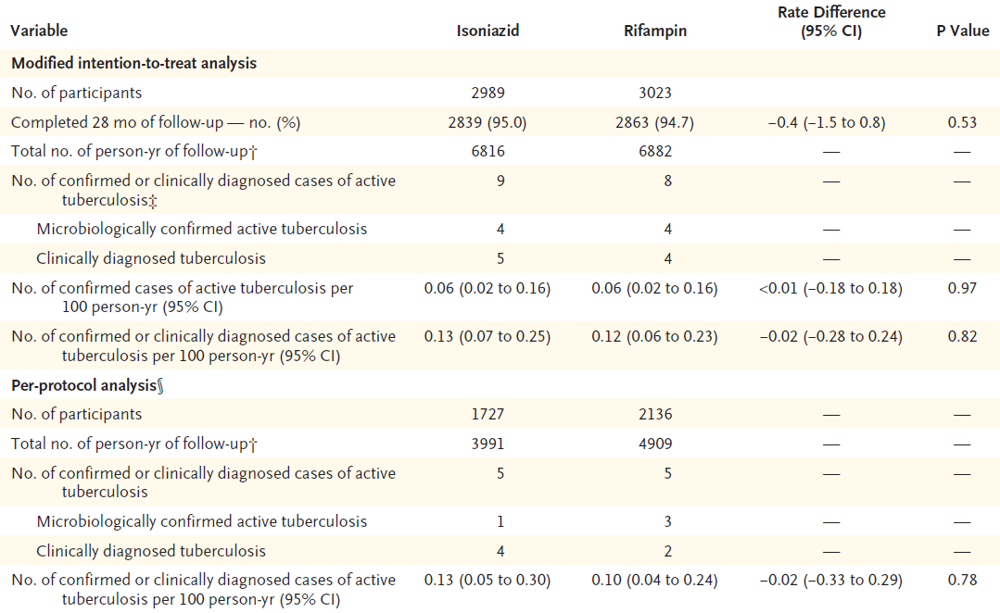 Variable Isoniazid Rifampin Rate Difference (95% CI) P Value
Modified intention-to-treat analysis
No. of participants 2989 3023
Completed 28 mo of follow-up — no. (%) 2839 (95.0) 2863 (94.7) –0.4 (–1.5 to 0.8) 0.53
Total no. of person-yr of follow-up† 6816 6882 — —
No. of confirmed or clinically diagnosed cases of active 9 8 — —
tuberculosis‡
Microbiologically confirmed active tuberculosis 4 4 — —
Clinically diagnosed tuberculosis 5 4 — —
No. of confirmed cases of active tuberculosis per 0.06 (0.02 to 0.16) 0.06 (0.02 to 0.16) <0.01 (–0.18 to 0.18) 0.97
100 person-yr (95% CI)
No. of confirmed or clinically diagnosed cases of active 0.13 (0.07 to 0.25) 0.12 (0.06 to 0.23) –0.02 (–0.28 to 0.24) 0.82
tuberculosis per 100 person-yr (95% CI)
Per-protocol analysis§
No. of participants 1727 2136 — —
Total no. of person-yr of follow-up† 3991 4909 — —
No. of confirmed or clinically diagnosed cases of active 5 5 — —
tuberculosis
Microbiologically confirmed active tuberculosis 1 3 — —
Clinically diagnosed tuberculosis 4 2 — —
No. of confirmed or clinically diagnosed cases of active 0.13 (0.05 to 0.30) 0.10 (0.04 to 0.24) –0.02 (–0.33 to 0.29) 0.78
tuberculosis per 100 person-yr (95% CI)